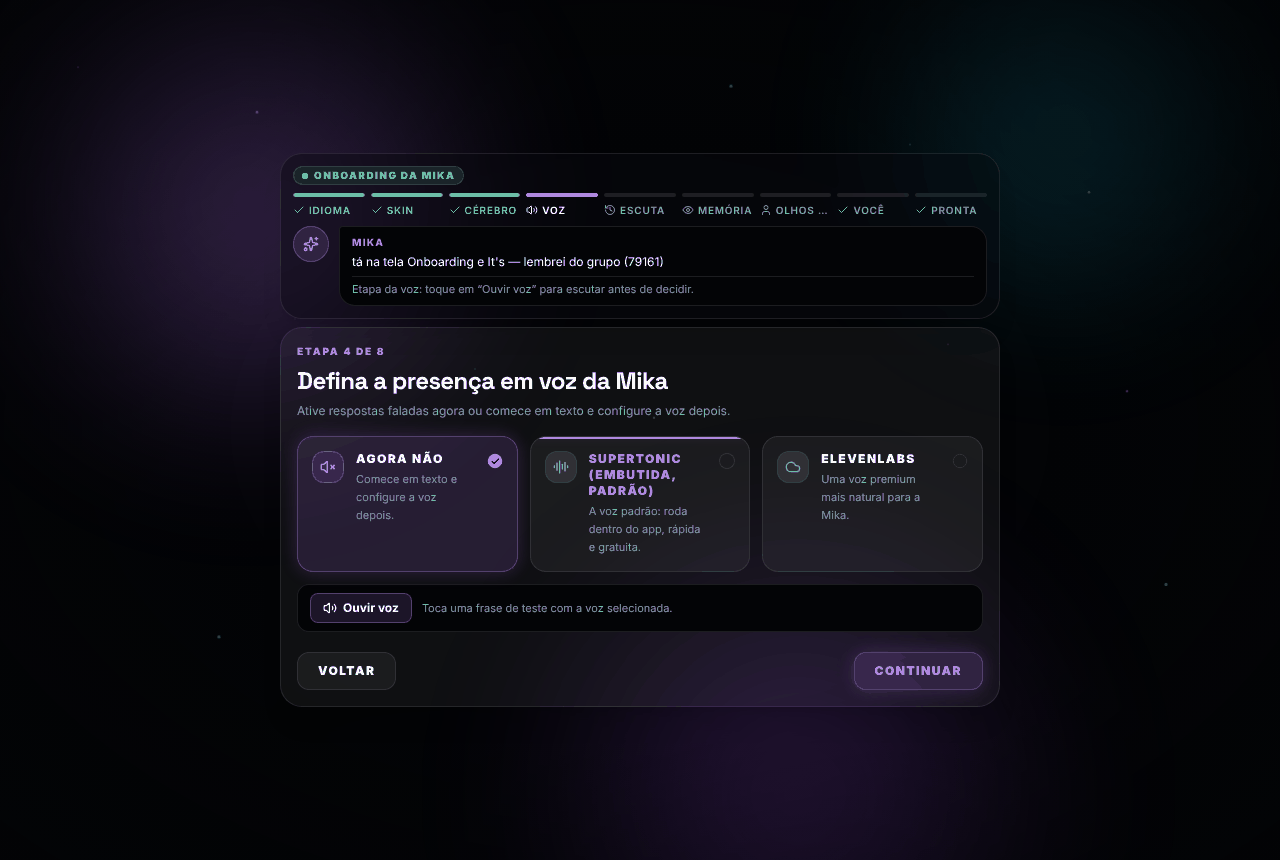 ONBOARDING DA MIKA
IDIOMA
SKIN
CÉREBRO
VOZ
ESCUTA
MEMÓRIA
OLHOS ...
VOCÊ
PRONTA
MIKA
tá na tela Onboarding e It's — lembrei do grupo (79161)
Etapa da voz: toque em “Ouvir voz” para escutar antes de decidir.
ETAPA 4 DE 8
Defina a presença em voz da Mika
Ative respostas faladas agora ou comece em texto e configure a voz depois.
AGORA NÃO
Comece em texto e
configure a voz
depois.
SUPERTONIC
(EMBUTIDA,
PADRÃO)
A voz padrão: roda
dentro do app, rápida
e gratuita.
ELEVENLABS
Uma voz premium
mais natural para a
Mika.
Ouvir voz
Toca uma frase de teste com a voz selecionada.
VOLTAR
CONTINUAR